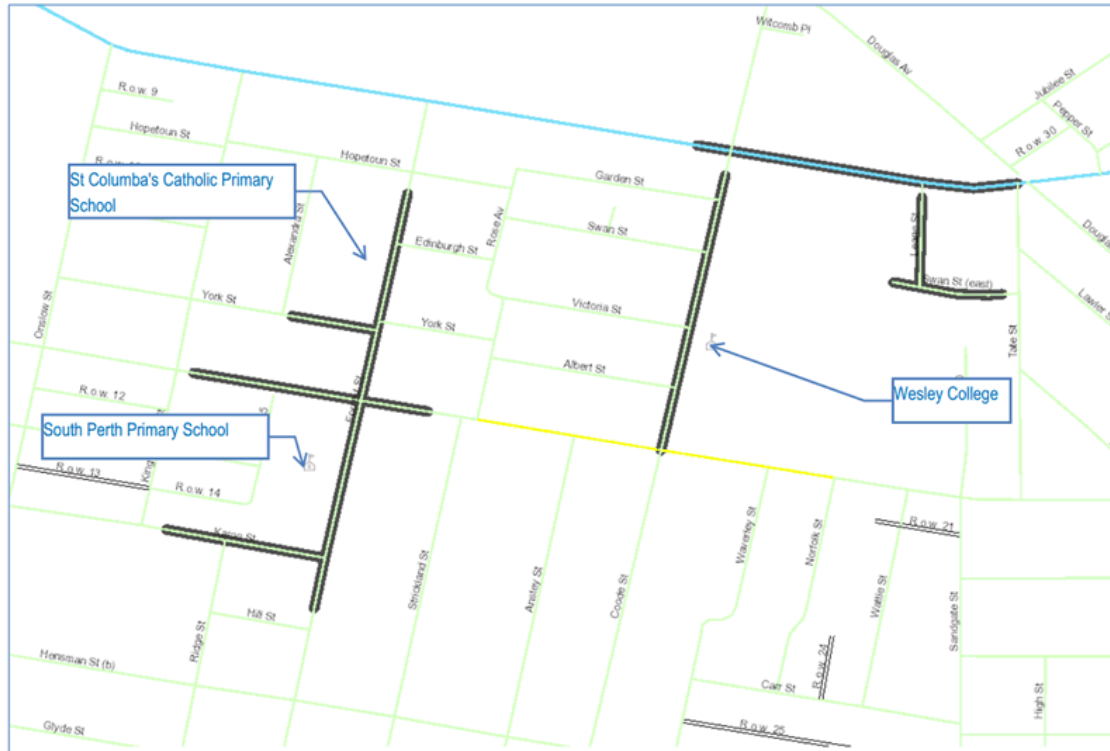 Witcomb Pl
Douglas Av
Jubilee St
Pepper St
R.o.w. 30
R.o.w. 9
Hopetoun St
Hopetoun St
St Columba's Catholic Primary
School
Garden St
Alexandra St
Rose Av
Swan St
Edinburgh St
Swan St (east)
Lawler St
Onslow St
York St
York St
Victoria St
Tate St
Albert St
Wesley College
R.o.w. 12
South Perth Primary School
R.o.w. 13
R.o.w. 14
Waverley St
Norfolk St
R.o.w. 21
Strickland St
Anstey St
Coode St
Wattle St
Sandgate St
Hill St
Ridge St
R.o.w. 24
Hensman St (b)
Carr St
High St
Glyde St
R.o.w. 25